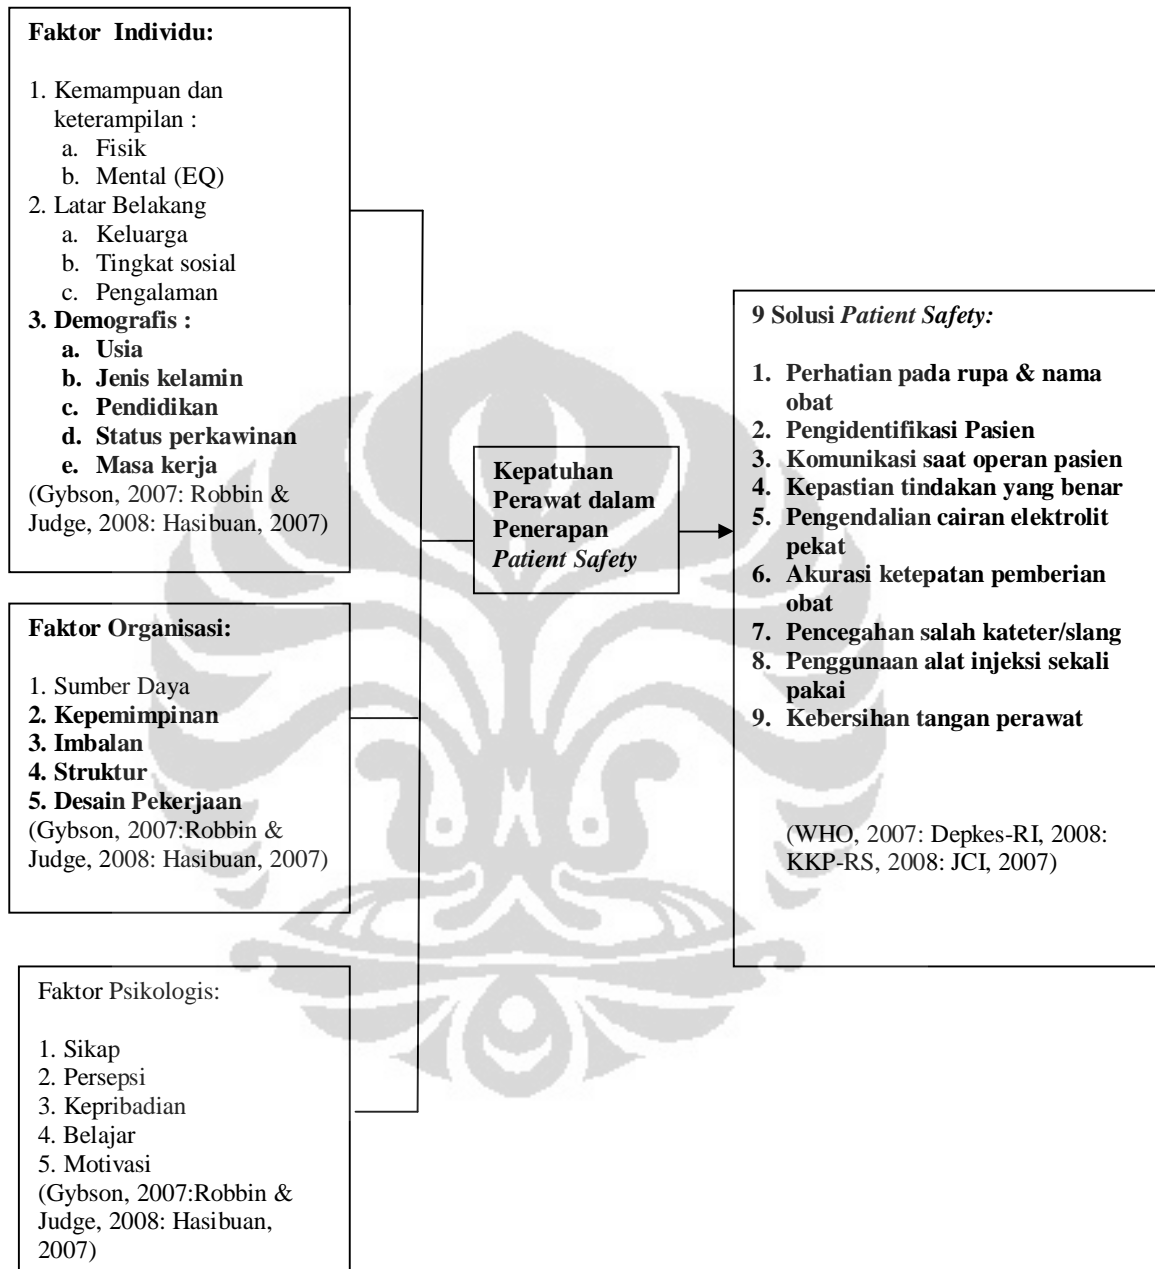 Faktor Individu:
1. Kemampuan dan
keterampilan :
a. Fisik
b. Mental (EQ)
2. Latar Belakang
a. Keluarga
b. Tingkat sosial
c. Pengalaman
3. Demografis :
a. Usia
b. Jenis kelamin
c. Pendidikan
d. Status perkawinan
e. Masa kerja
(Gybson, 2007: Robbin &
Judge, 2008: Hasibuan, 2007)
Faktor Organisasi:
1. Sumber Daya
2. Kepemimpinan
3. Imbalan
4. Struktur
5. Desain Pekerjaan
(Gybson, 2007:Robbin &
Judge, 2008: Hasibuan, 2007)
Faktor Psikologis:
1. Sikap
2. Persepsi
3. Kepribadian
4. Belajar
5. Motivasi
(Gybson, 2007:Robbin &
Judge, 2008: Hasibuan,
2007)
Kepatuhan
Perawat dalam
Penerapan
Patient Safety
9 Solusi Patient Safety:
1. Perhatian pada rupa & nama
obat
2. Pengidentifikasi Pasien
3. Komunikasi saat operan pasien
4. Kepastian tindakan yang benar
5. Pengendalian cairan elektrolit
pekat
6. Akurasi ketepatan pemberian
obat
7. Pencegahan salah kateter/slang
8. Penggunaan alat injeksi sekali
pakai
9. Kebersihan tangan perawat
(WHO, 2007: Depkes-RI, 2008:
KKP-RS, 2008: JCI, 2007)